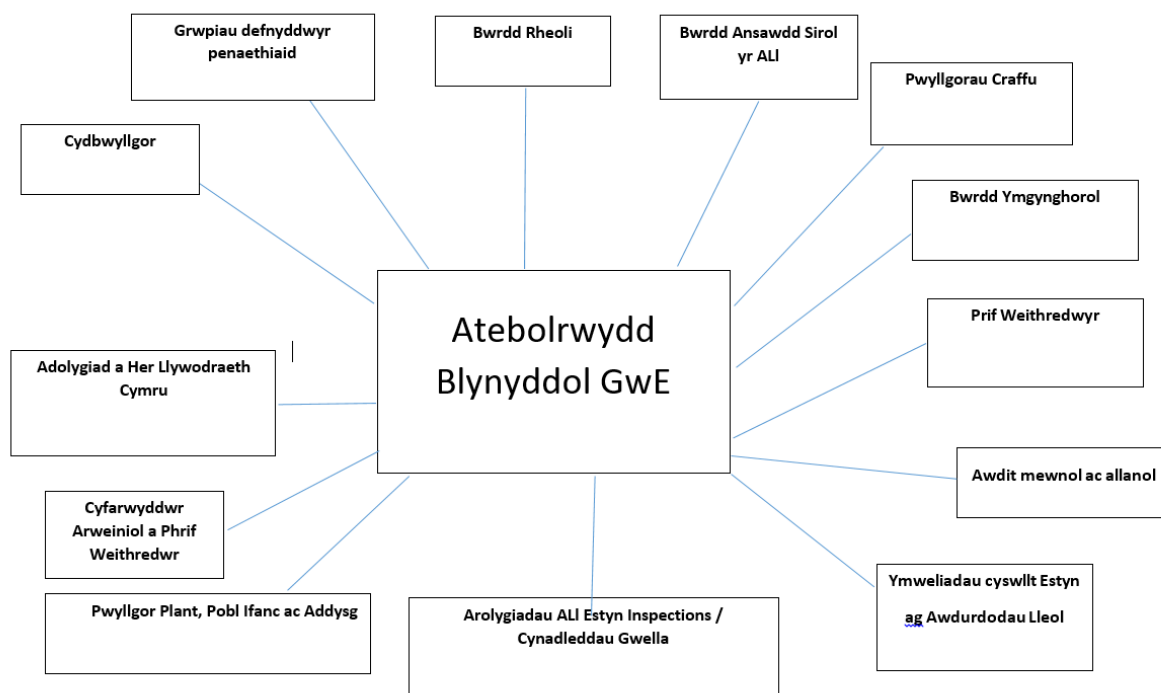 Grwpiau defnyddwyr
penaethiaid
Bwrdd Rheoli
Bwrdd Ansawdd Sirol
yr ALl
Pwyllgorau Craffu
Cydbwyllgor
Bwrdd Ymgynghorol
Atebolrwydd
Blynyddol GwE
Prif Weithredwyr
Adolygiad a Her Llywodraeth
Cymru
Awdit mewnol ac allanol
Cyfarwyddwr
Arweiniol a Phrif
Weithredwr
Ymweliadau cyswllt Estyn
ag Awdurdodau Lleol
Pwyllgor Plant, Pobl Ifanc ac Addysg
Arolygiadau ALl Estyn Inspections /
Cynadleddau Gwella